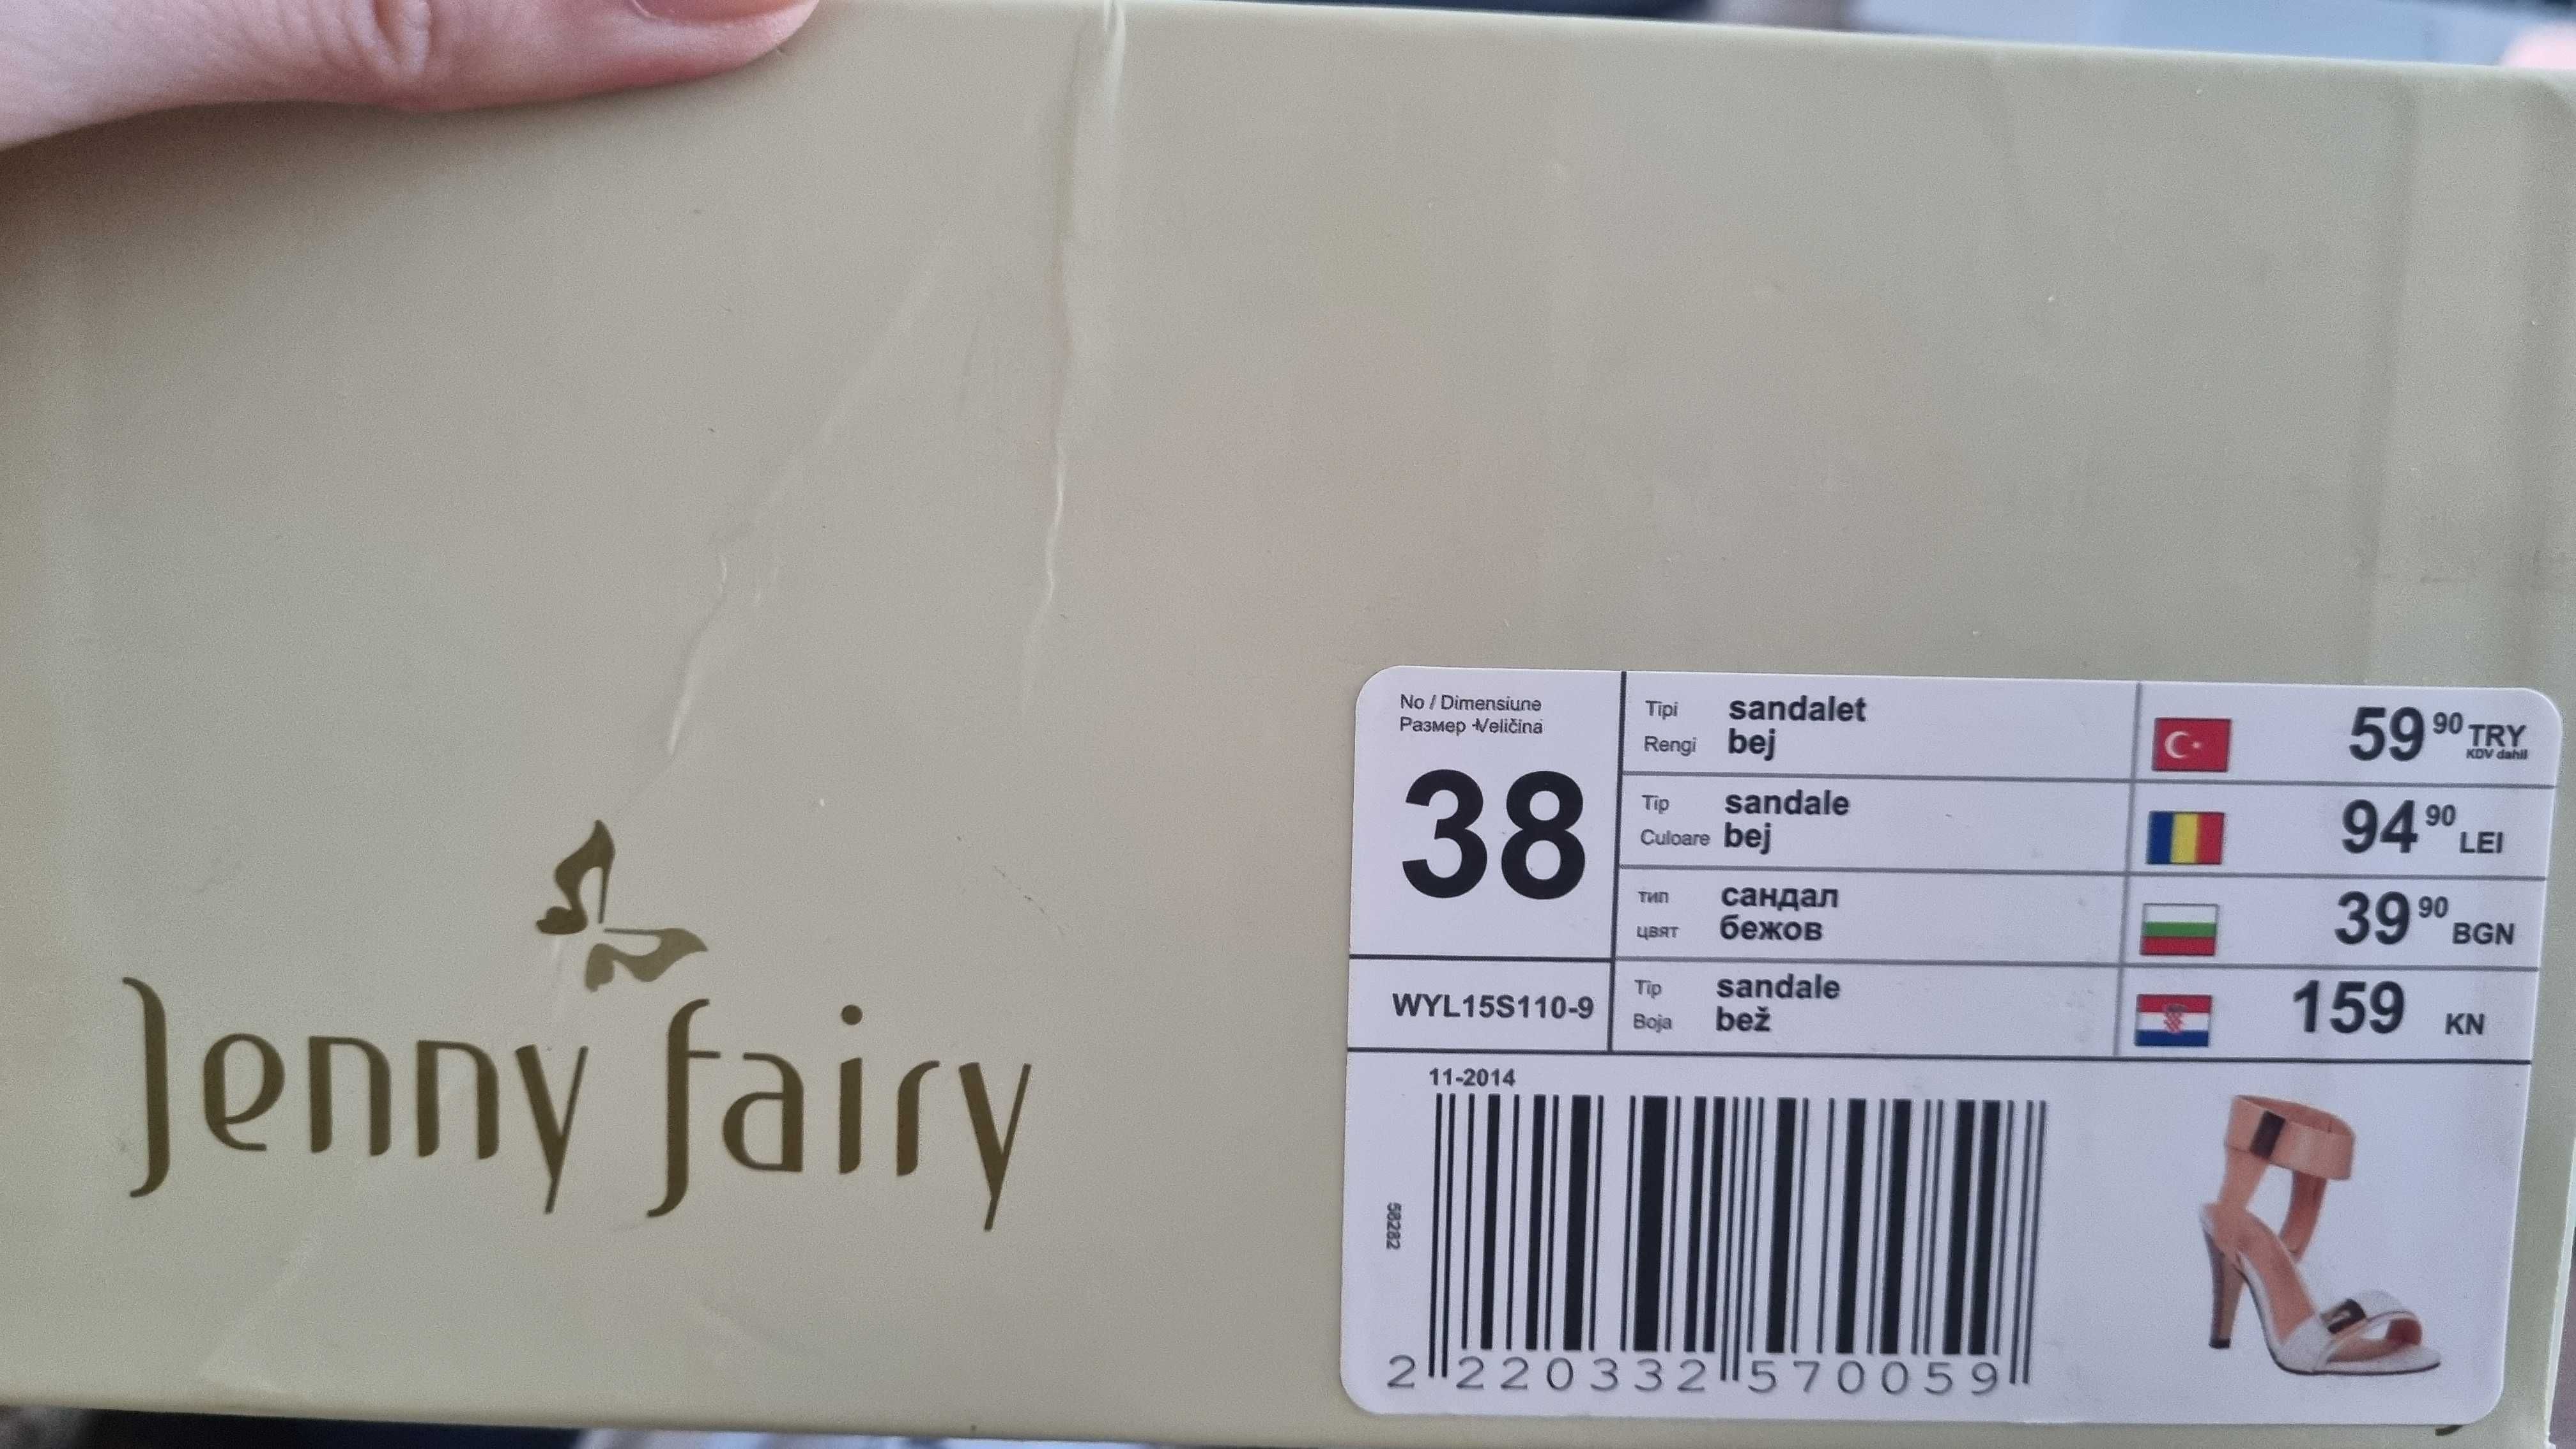 Jenny fairy
No / Dimensiune
Размер Veličina
38
WYL15S110-9
Tipi sandalet
Rengi bej
59 90 TRY
KDV dahil
Tip sandale
Culoare bej
94 90 LEI
тип сандал
цвят бежов
39 90 BGN
Tip sandale
Boja bež
159 KN
11-2014
58282
2 220332 570059